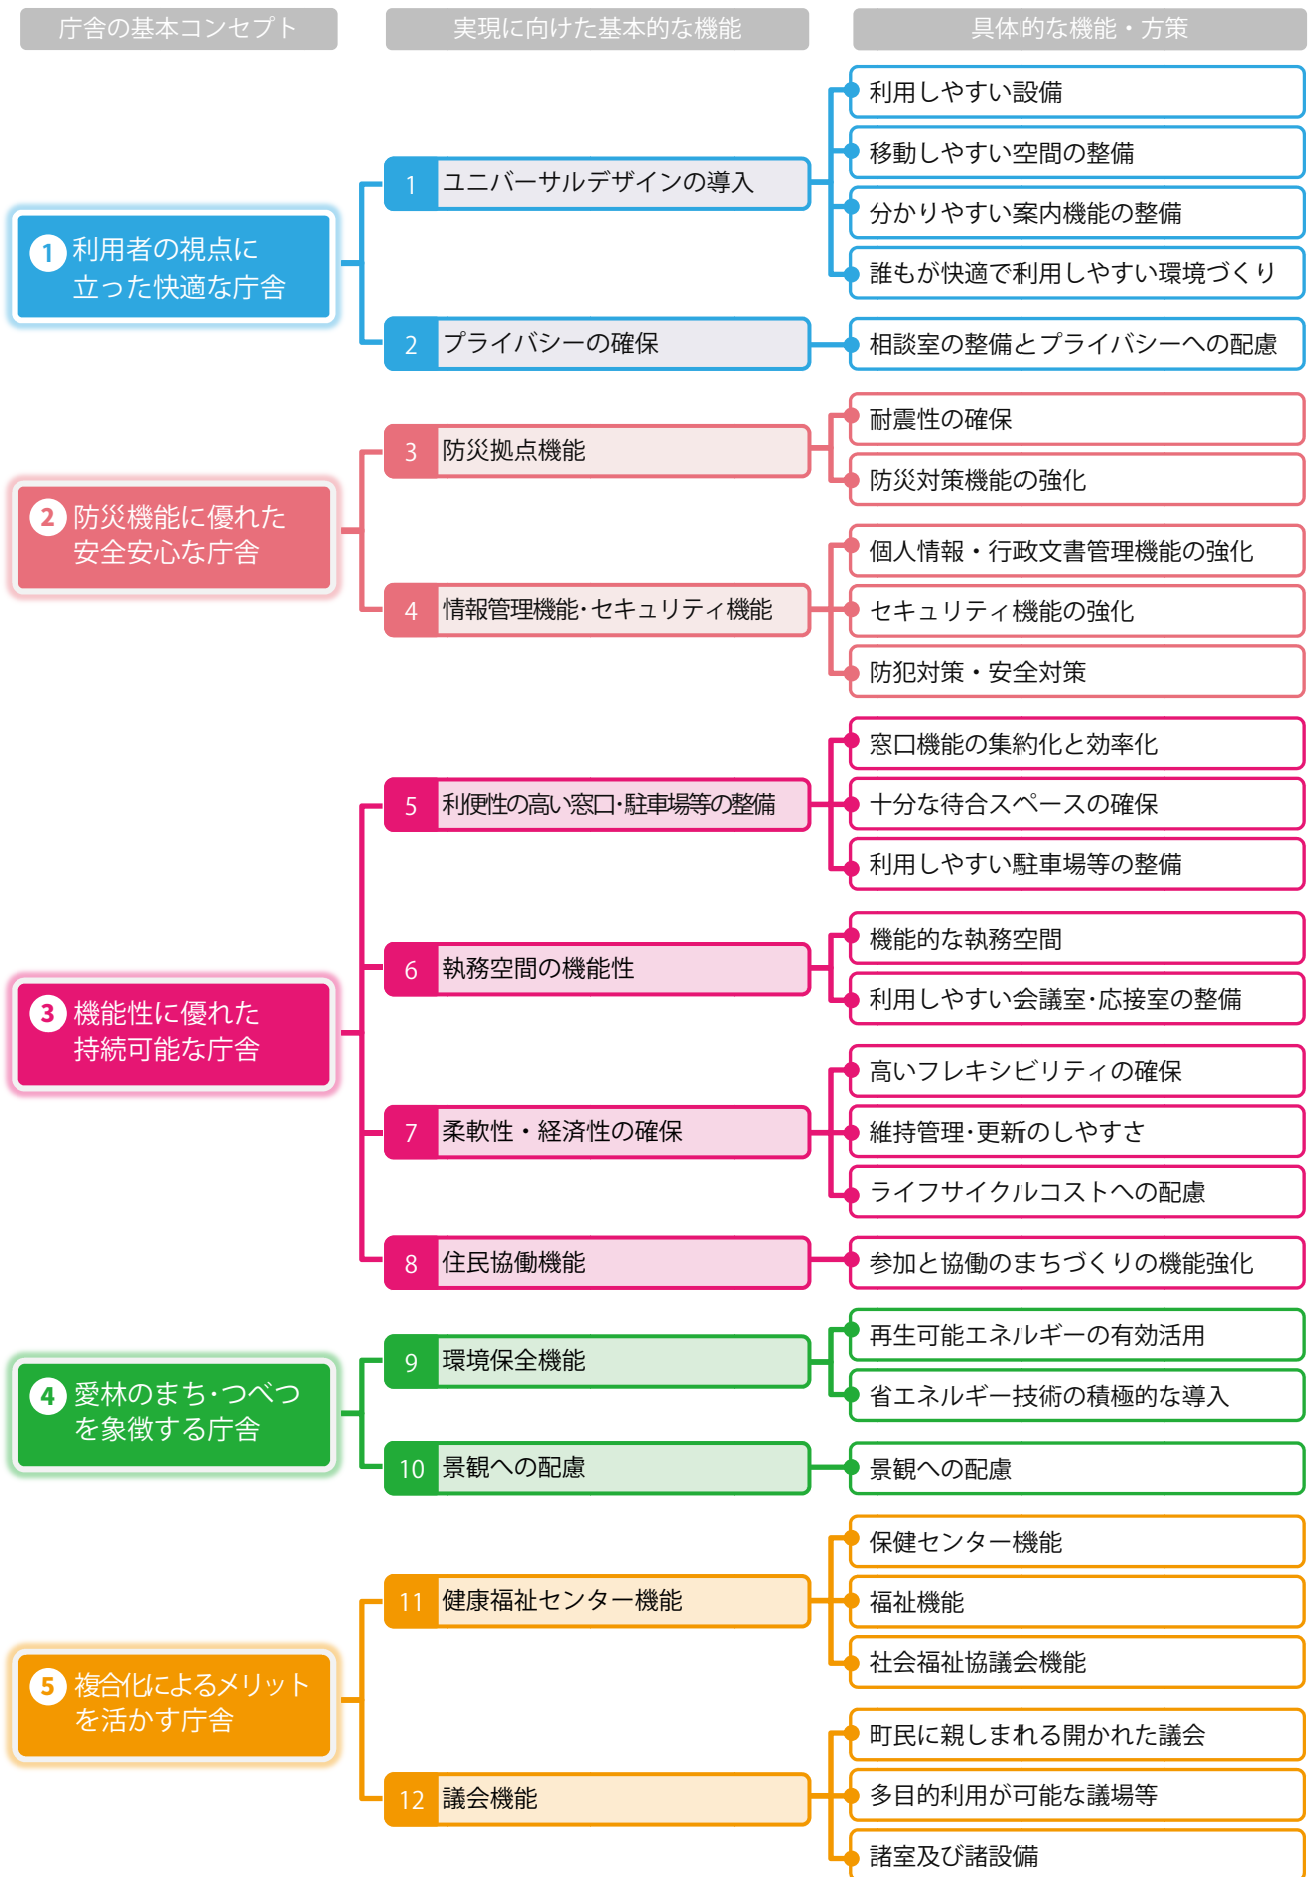 庁舎の基本コンセプト
実現に向けた基本的な機能
具体的な機能・方策
1 利用者の視点に
立った快適な庁舎
1 ユニバーサルデザインの導入
利用しやすい設備
移動しやすい空間の整備
分かりやすい案内機能の整備
誰もが快適で利用しやすい環境づくり
2 プライバシーの確保
相談室の整備とプライバシーへの配慮
2 防災機能に優れた
安全安心な庁舎
3 防災拠点機能
耐震性の確保
防災対策機能の強化
4 情報管理機能・セキュリティ機能
個人情報・行政文書管理機能の強化
セキュリティ機能の強化
防犯対策・安全対策
3 機能性に優れた
持続可能な庁舎
5 利便性の高い窓口・駐車場等の整備
窓口機能の集約化と効率化
十分な待合スペースの確保
利用しやすい駐車場等の整備
6 執務空間の機能性
機能的な執務空間
利用しやすい会議室・応接室の整備
7 柔軟性・経済性の確保
高いフレキシビリティの確保
維持管理・更新のしやすさ
ライフサイクルコストへの配慮
8 住民協働機能
参加と協働のまちづくりの機能強化
4 愛林のまち・つべつ
を象徴する庁舎
9 環境保全機能
再生可能エネルギーの有効活用
省エネルギー技術の積極的な導入
10 景観への配慮
景観への配慮
5 複合化によるメリット
を活かす庁舎
11 健康福祉センター機能
保健センター機能
福祉機能
社会福祉協議会機能
12 議会機能
町民に親しまれる開かれた議会
多目的利用が可能な議場等
諸室及び諸設備